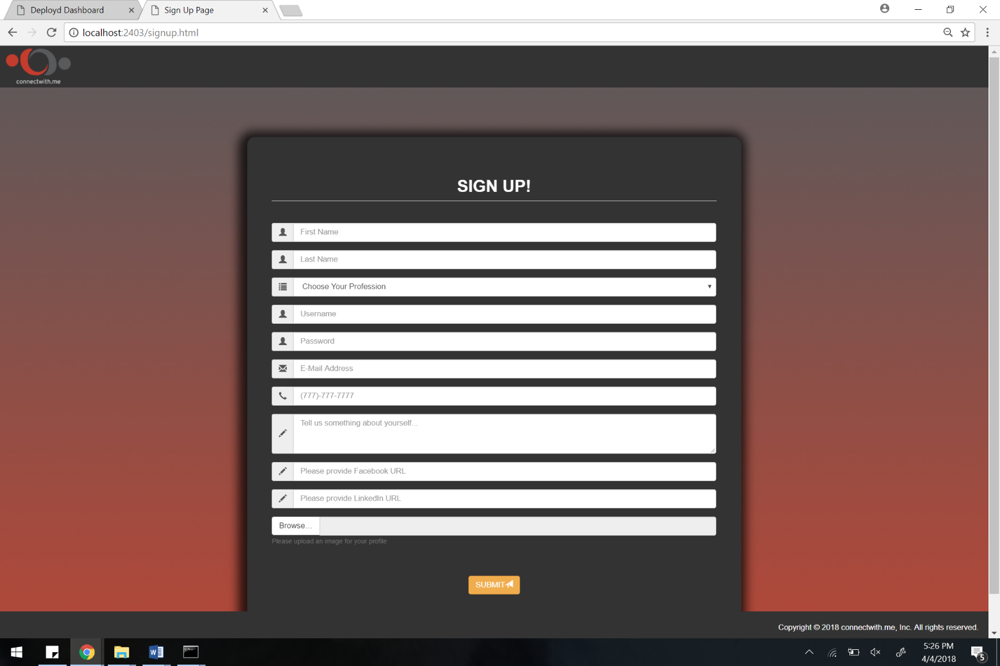 Deployd Dashboard
Sign Up Page
localhost:2403/signup.html
connectwith.me
SIGN UP!
First Name
Last Name
Choose Your Profession
Username
Password
E-Mail Address
(777)-777-7777
Tell us something about yourself...
Please provide Facebook URL
Please provide LinkedIn URL
Browse...
Please upload an image for your profile
SUBMIT
Copyright © 2018 connectwith.me, Inc. All rights reserved.
5:26 PM
4/4/2018
5